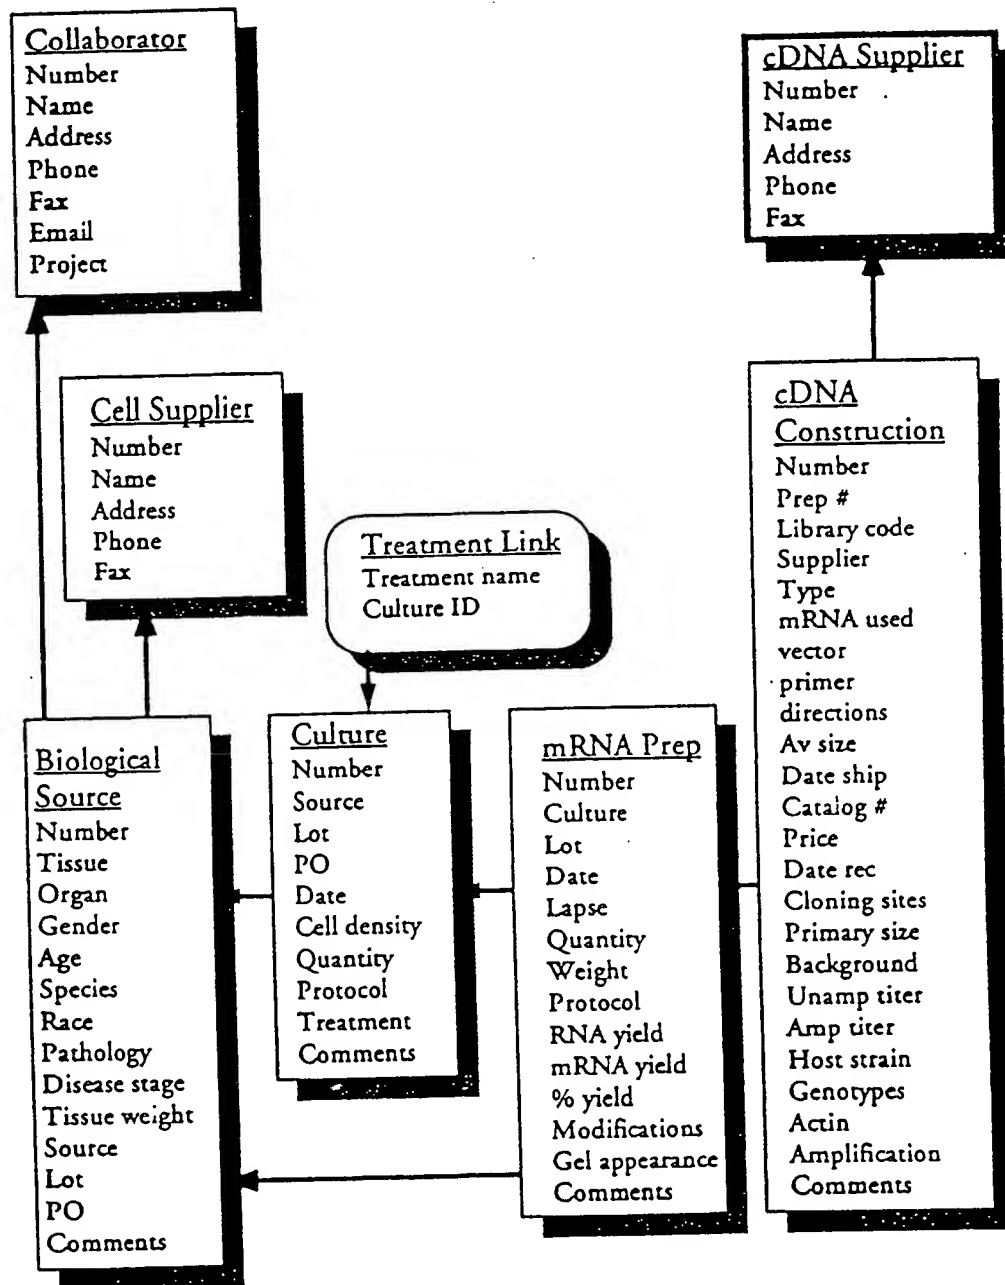 Collaborator
Number
Name
Address
Phone
Fax
Email
Project
cDNA Supplier
Number
Name
Address
Phone
Fax
Cell Supplier
Number
Name
Address
Phone
Fax
Treatment Link
Treatment name
Culture ID
Biological
Source
Number
Tissue
Organ
Gender
Age
Species
Race
Pathology
Disease stage
Tissue weight
Source
Lot
PO
Comments
Culture
Number
Source
Lot
PO
Date
Cell density
Quantity
Protocol
Treatment
Comments
mRNA Prep
Number
Culture
Lot
Date
Lapse
Quantity
Weight
Protocol
RNA yield
mRNA yield
% yield
Modifications
Gel appearance
Comments
cDNA
Construction
Number
Prep #
Library code
Supplier
Type
mRNA used
vector
primer
directions
Av size
Date ship
Catalog #
Price
Date rec
Cloning sites
Primary size
Background
Unamp titer
Amp titer
Host strain
Genotypes
Actin
Amplification
Comments